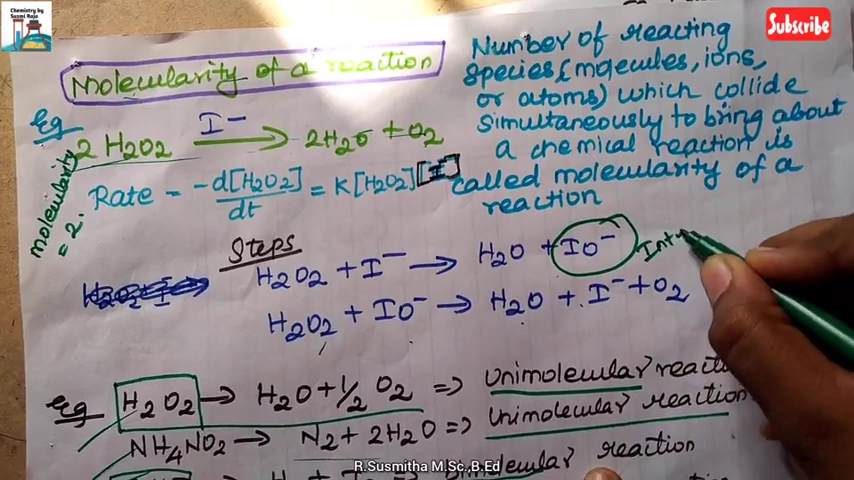 Chemistry by
Susmi Raja
Subscribe
Molecularity of a reaction
Number of reacting
species (molecules, ions,
or atoms) which collide
simultaneously to bring about
a chemical reaction is
called molecularity of a
reaction
Eg
2 H2O2 I⁻ → 2H2O + O2
molecularity
= 2.
Rate = -d[H2O2]/dt = K[H2O2][I⁻]
Steps
H2O2 + I⁻ → H2O + IO⁻ Int
H2O2 + IO⁻ → H2O + I⁻ + O2
Eg H2O2 → H2O + 1/2 O2 => unimolecular reacti
NH4NO2 → N2 + 2H2O => Unimolecular reaction
reaction
R.Susmitha M.Sc.,B.Ed